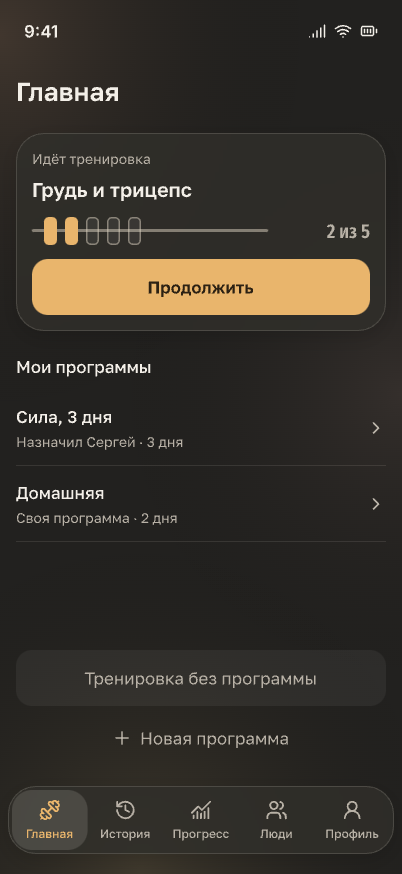 9:41
Главная
Идёт тренировка
Грудь и трицепс
2 из 5
Продолжить
Мои программы
Сила, 3 дня
Назначил Сергей · 3 дня
Домашняя
Своя программа · 2 дня
Тренировка без программы
+ Новая программа
Главная История Прогресс Люди Профиль